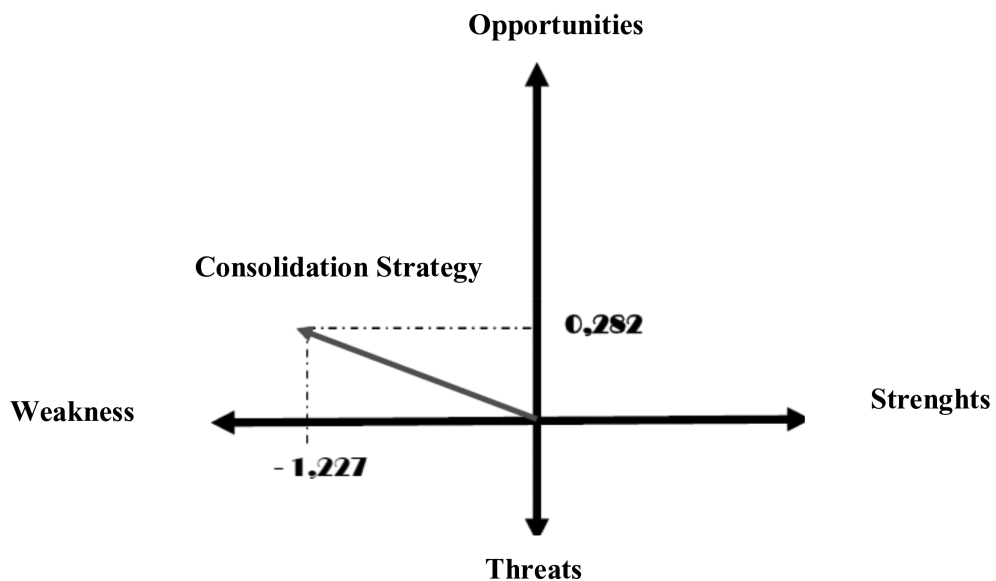 Opportunities
Consolidation Strategy
0,282
Weakness
Strenghts
- 1,227
Threats